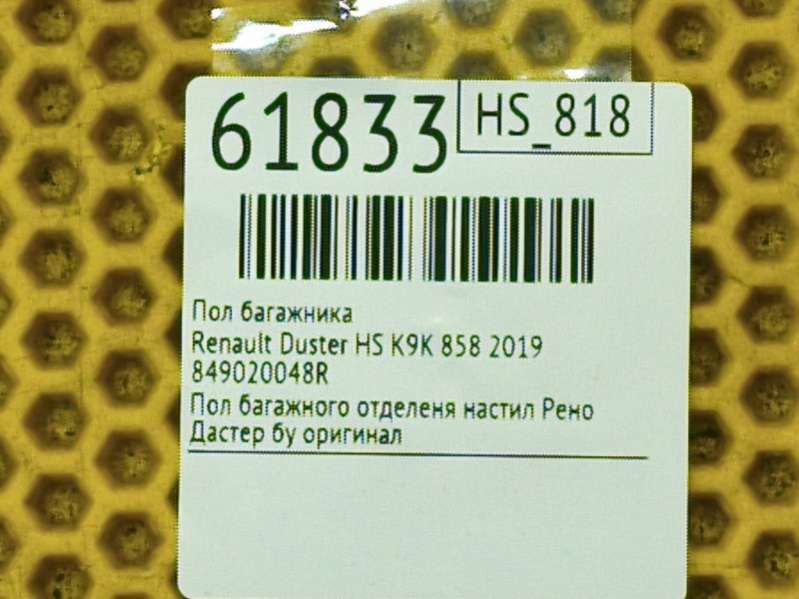 61833
HS_818
Пол багажника
Renault Duster HS K9K 858 2019
849020048R
Пол багажного отделеня настил Рено
Дастер бу оригинал